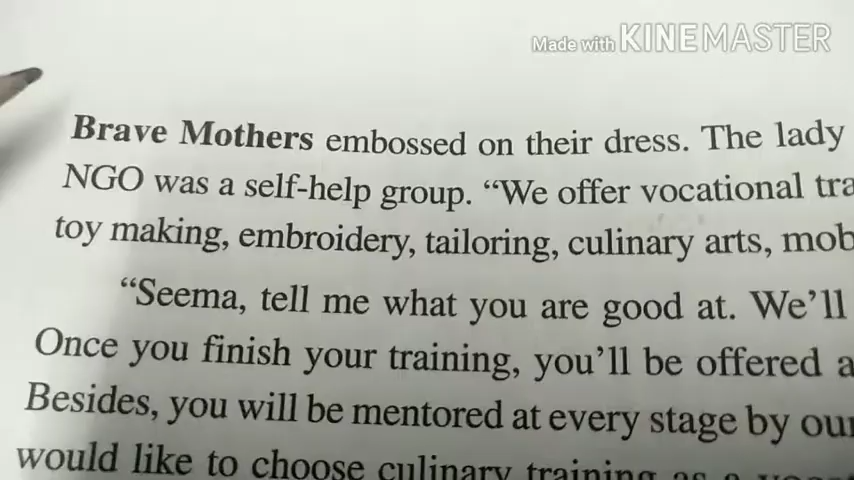 Made with KINEMASTER
Brave Mothers embossed on their dress. The lady
NGO was a self-help group. “We offer vocational tra
toy making, embroidery, tailoring, culinary arts, mob
“Seema, tell me what you are good at. We’ll
Once you finish your training, you’ll be offered a
Besides, you will be mentored at every stage by our
would like to choose culinary training as a